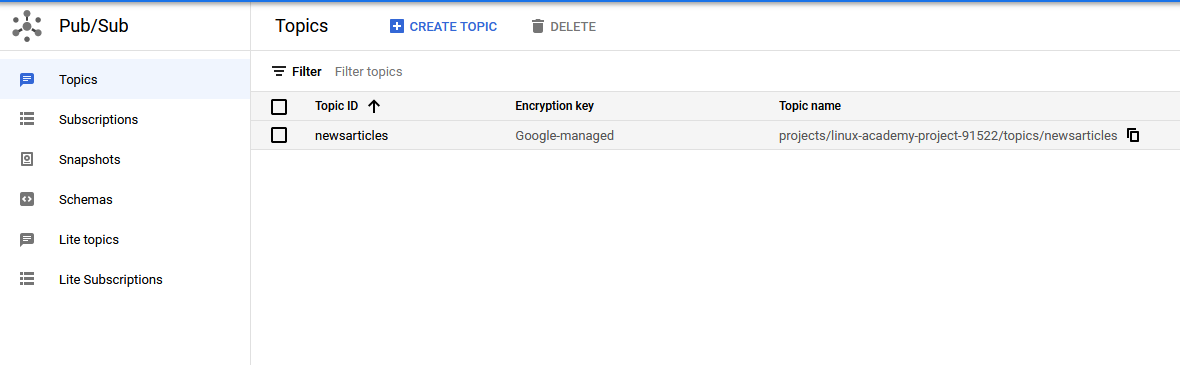 Pub/Sub
Topics
CREATE TOPIC
DELETE
Topics
Subscriptions
Snapshots
Schemas
Lite topics
Lite Subscriptions
Filter Filter topics
Topic ID Encryption key Topic name
newsarticles Google-managed projects/linux-academy-project-91522/topics/newsarticles